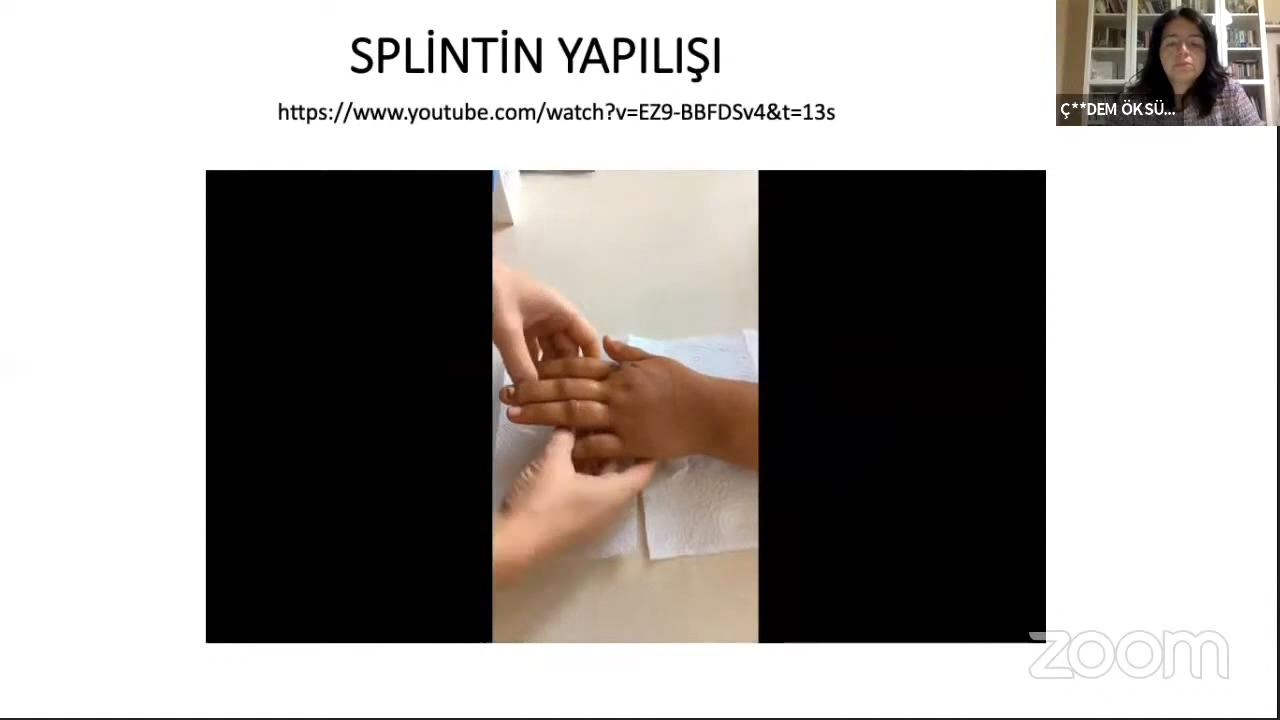 SPLİNTİN YAPILIŞI
https://www.youtube.com/watch?v=EZ9-BBFDSv4&t=13s
Ç**DEM ÖKSÜ...
zoom